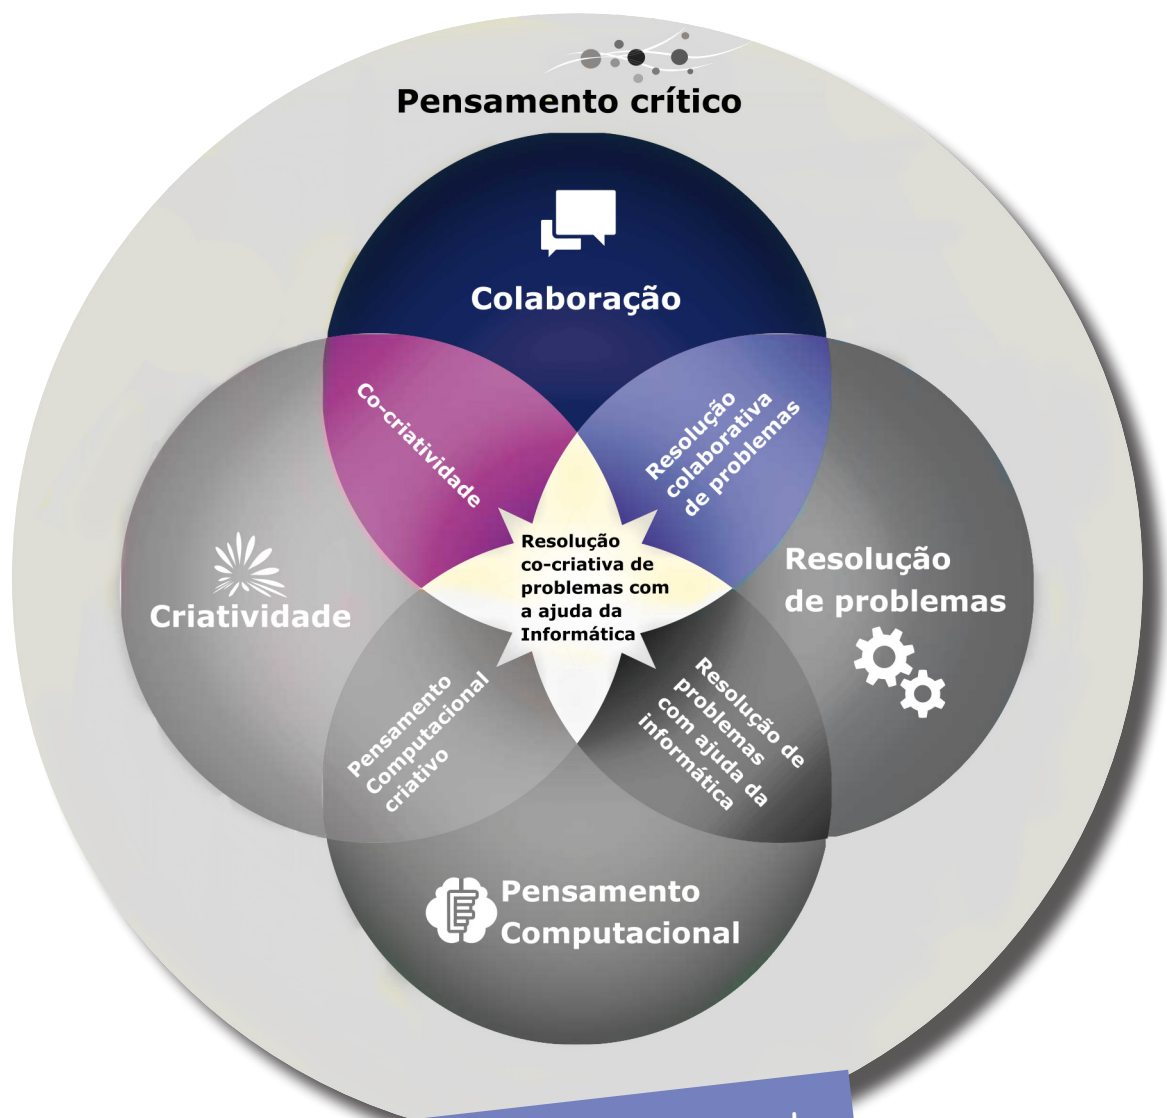 Pensamento crítico
Colaboração
Co-criatividade
Resolução
colaborativa
de problemas
Criatividade
Resolução
co-criativa de
problemas com
a ajuda da
Informática
Resolução
de problemas
Pensamento
Computacional
criativo
Resolução de
problemas
com ajuda da
informática
Pensamento
Computacional